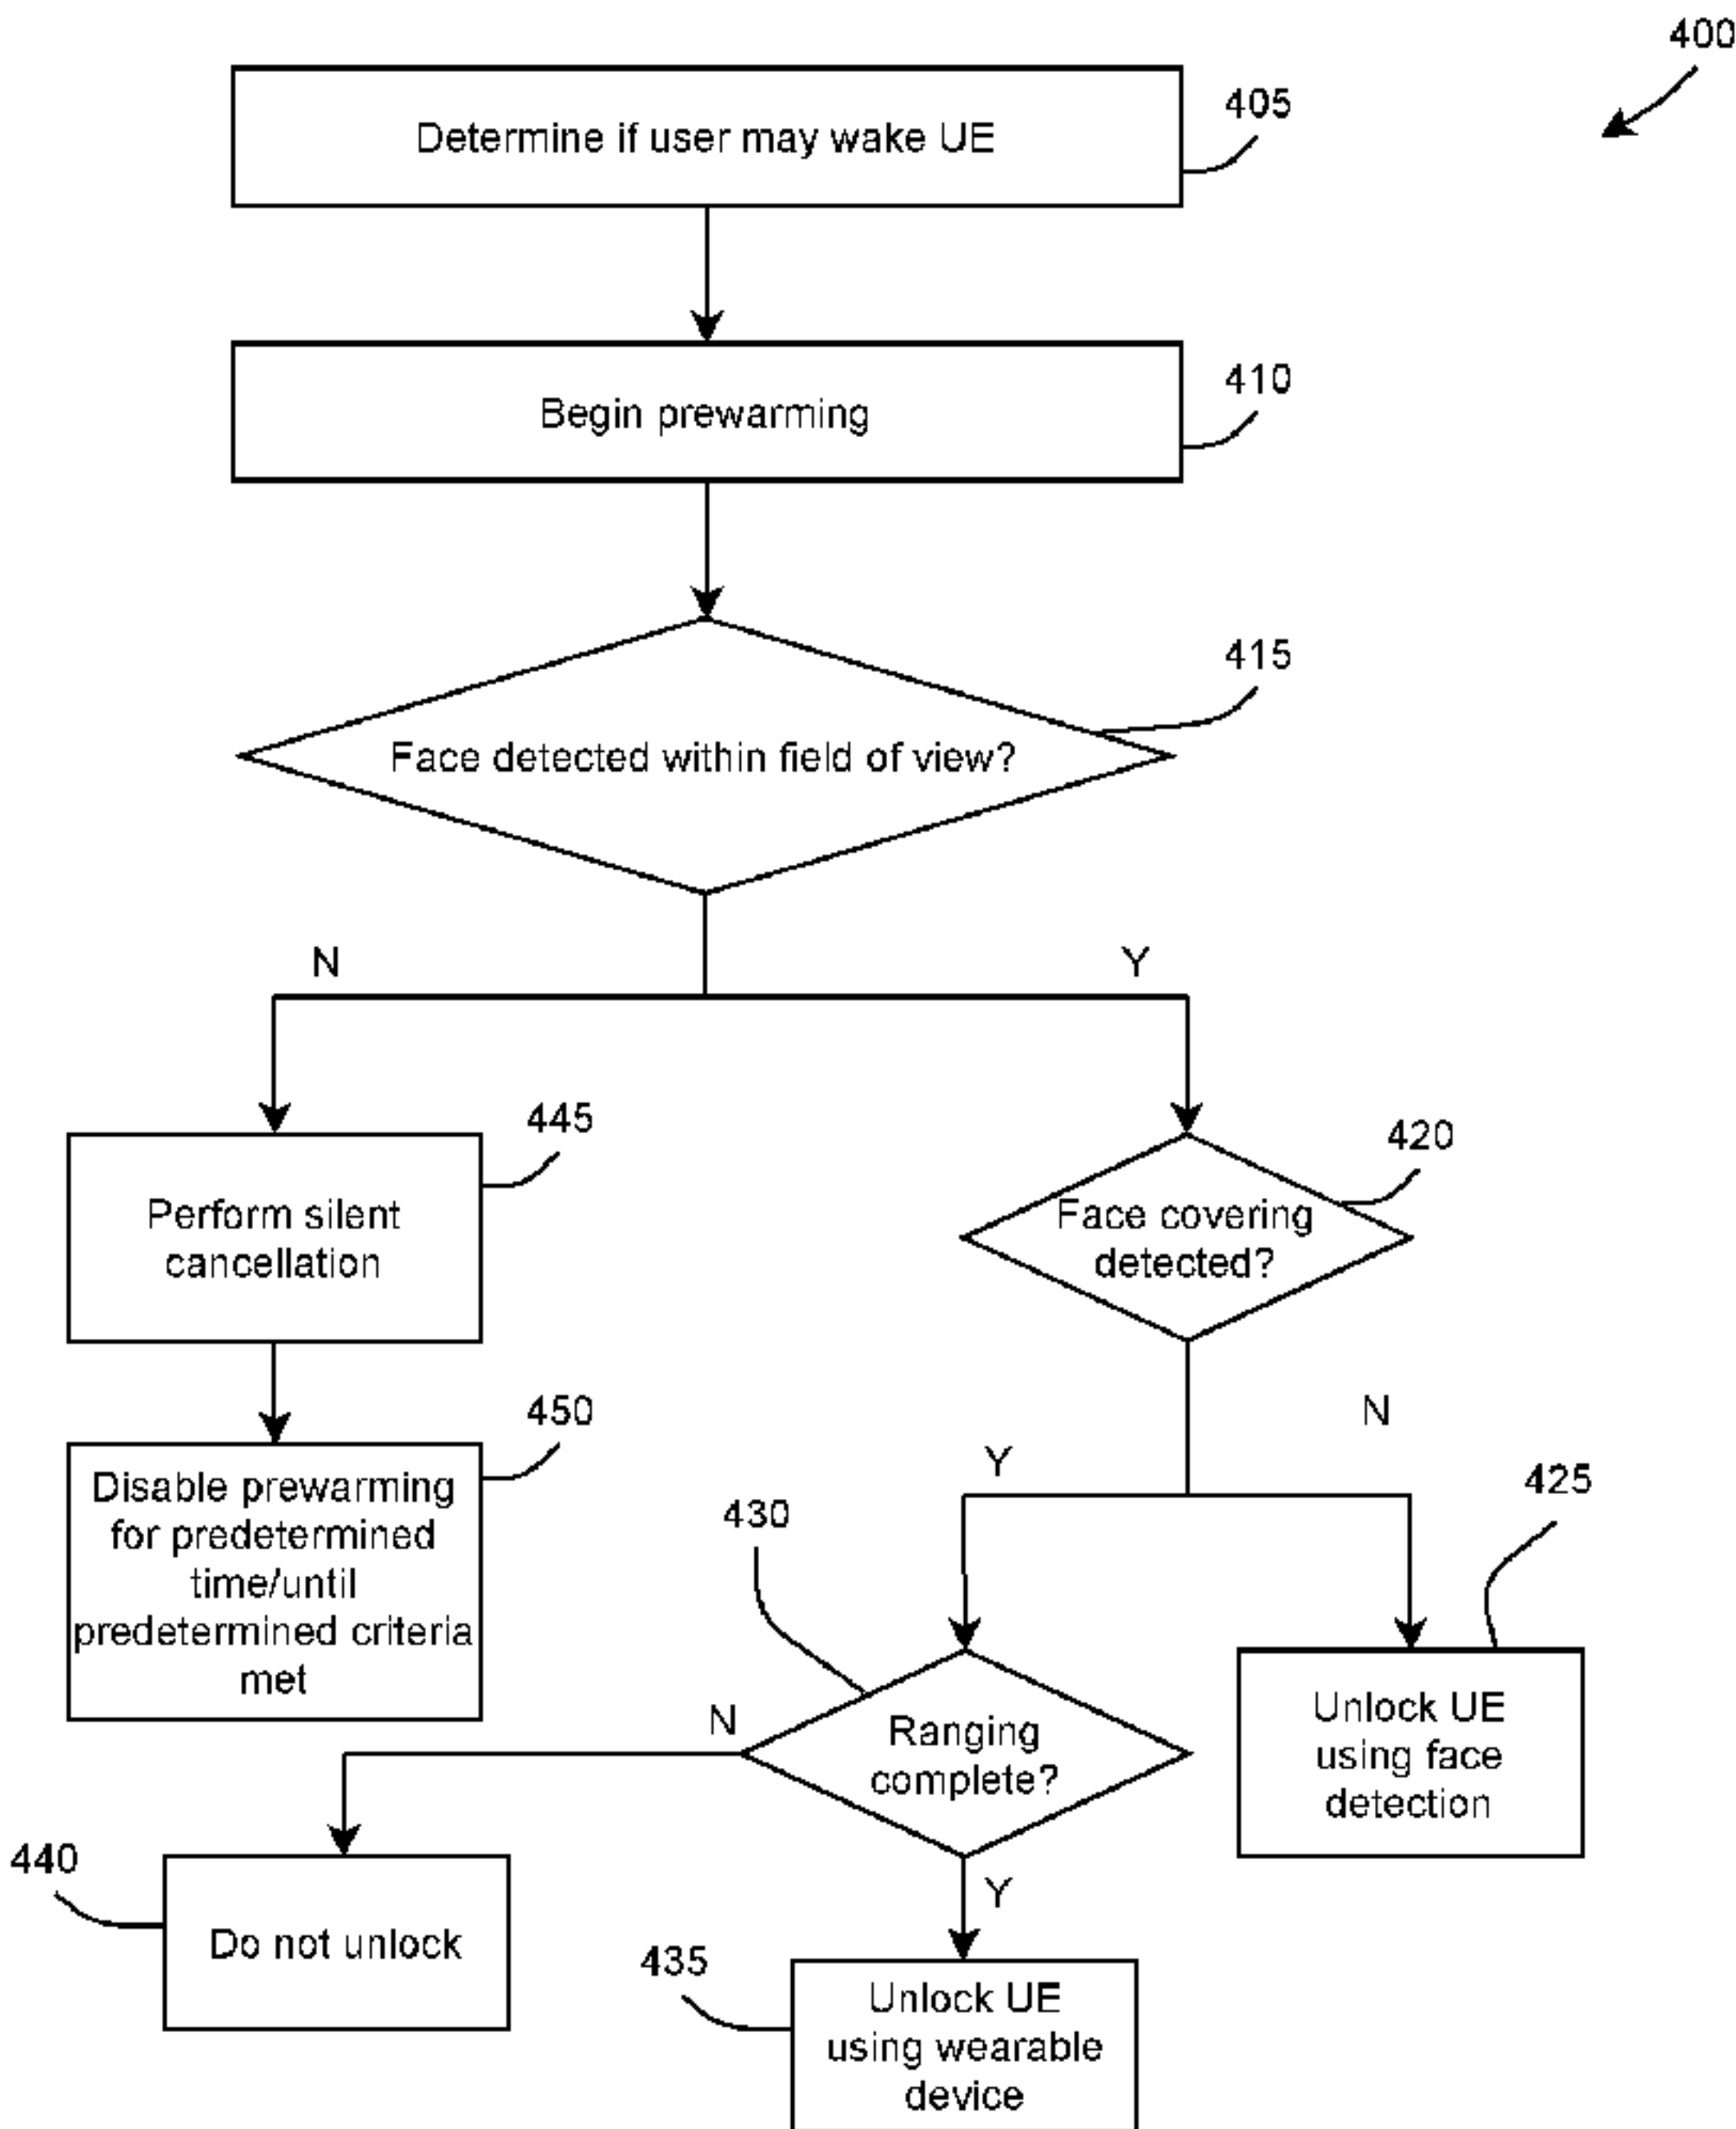 400
405
Determine if user may wake UE
410
Begin prewarming
415
Face detected within field of view?
N
Y
445
Perform silent
cancellation
420
Face covering
detected?
450
Disable prewarming
for predetermined
time/until
predetermined criteria
met
Y
N
430
425
Ranging
complete?
N
Unlock UE
using face
detection
440
Do not unlock
Y
435
Unlock UE
using wearable
device